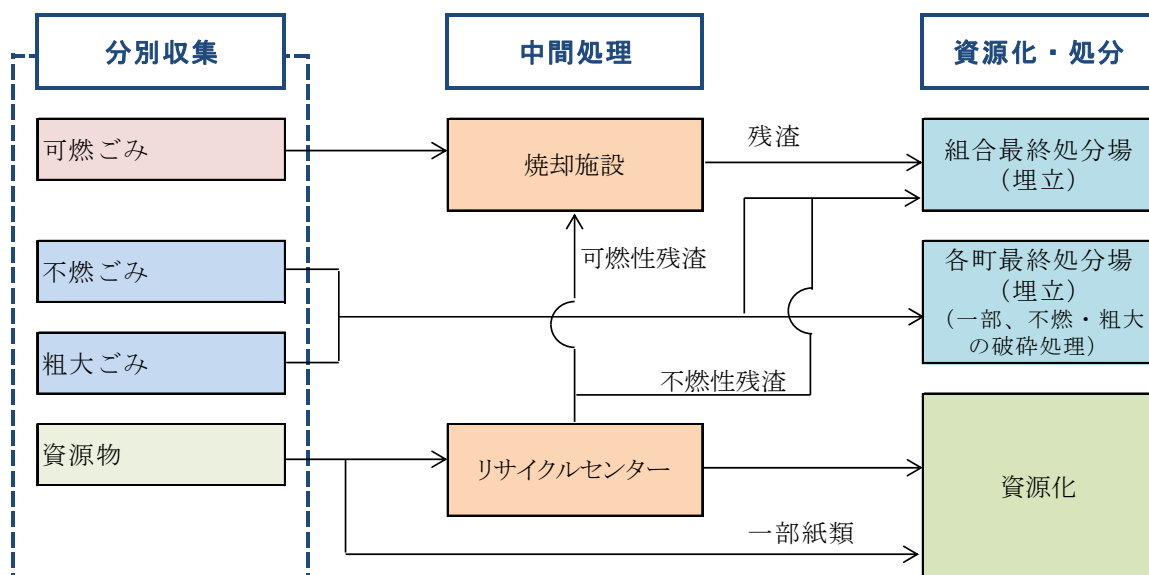 分別収集
中間処理
資源化・処分
可燃ごみ
焼却施設
残渣
組合最終処分場
（埋立）
不燃ごみ
可燃性残渣
各町最終処分場
（埋立）
（一部、不燃・粗大
の破砕処理）
粗大ごみ
不燃性残渣
資源物
リサイクルセンター
資源化
一部紙類